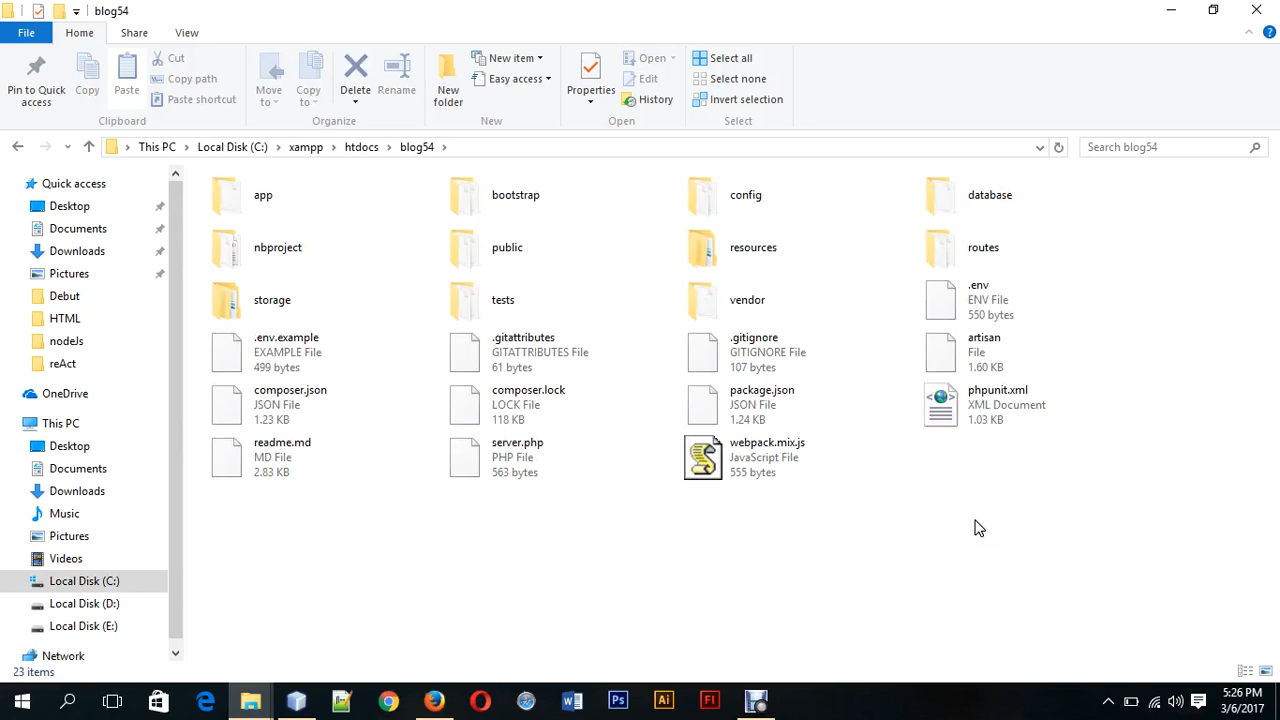 blog54
File
Home
Share
View
Pin to Quick access
Copy
Paste
Cut
Copy path
Paste shortcut
Clipboard
Move to
Copy to
Delete
Rename
Organize
New folder
New item
Easy access
New
Properties
Open
Edit
History
Open
Select all
Select none
Invert selection
Select
This PC > Local Disk (C:) > xampp > htdocs > blog54 >
Search blog54
Quick access
Desktop
Documents
Downloads
Pictures
Debut
HTML
nodeJs
reAct
OneDrive
This PC
Desktop
Documents
Downloads
Music
Pictures
Videos
Local Disk (C:)
Local Disk (D:)
Local Disk (E:)
Network
app
bootstrap
config
database
nbproject
public
resources
routes
storage
tests
vendor
.env
ENV File
550 bytes
.env.example
EXAMPLE File
499 bytes
.gitattributes
GITATTRIBUTES File
61 bytes
.gitignore
GITIGNORE File
107 bytes
artisan
File
1.60 KB
composer.json
JSON File
1.23 KB
composer.lock
LOCK File
118 KB
package.json
JSON File
1.24 KB
phpunit.xml
XML Document
1.03 KB
readme.md
MD File
2.83 KB
server.php
PHP File
563 bytes
webpack.mix.js
JavaScript File
555 bytes
23 items
Ps
Ai
Fl
5:26 PM
3/6/2017